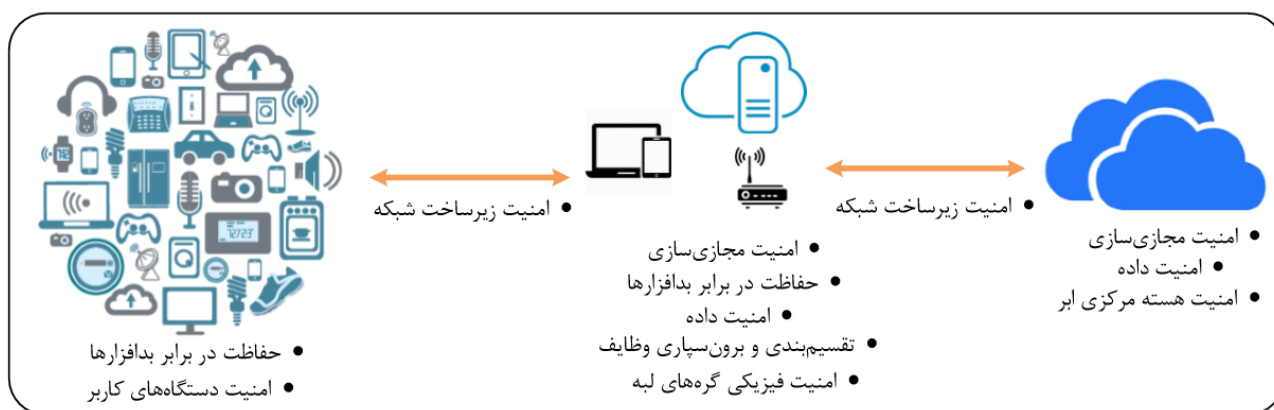 • امنیت زیرساخت شبکه
• امنیت زیرساخت شبکه
• امنیت مجازی‌سازی
• امنیت داده
• امنیت هسته مرکزی ابر
• امنیت مجازی‌سازی
• حفاظت در برابر بدافزارها
• امنیت داده
• تقسیم‌بندی و برون‌سپاری وظایف
• امنیت فیزیکی گره‌های لبه
• حفاظت در برابر بدافزارها
• امنیت دستگاه‌های کاربر